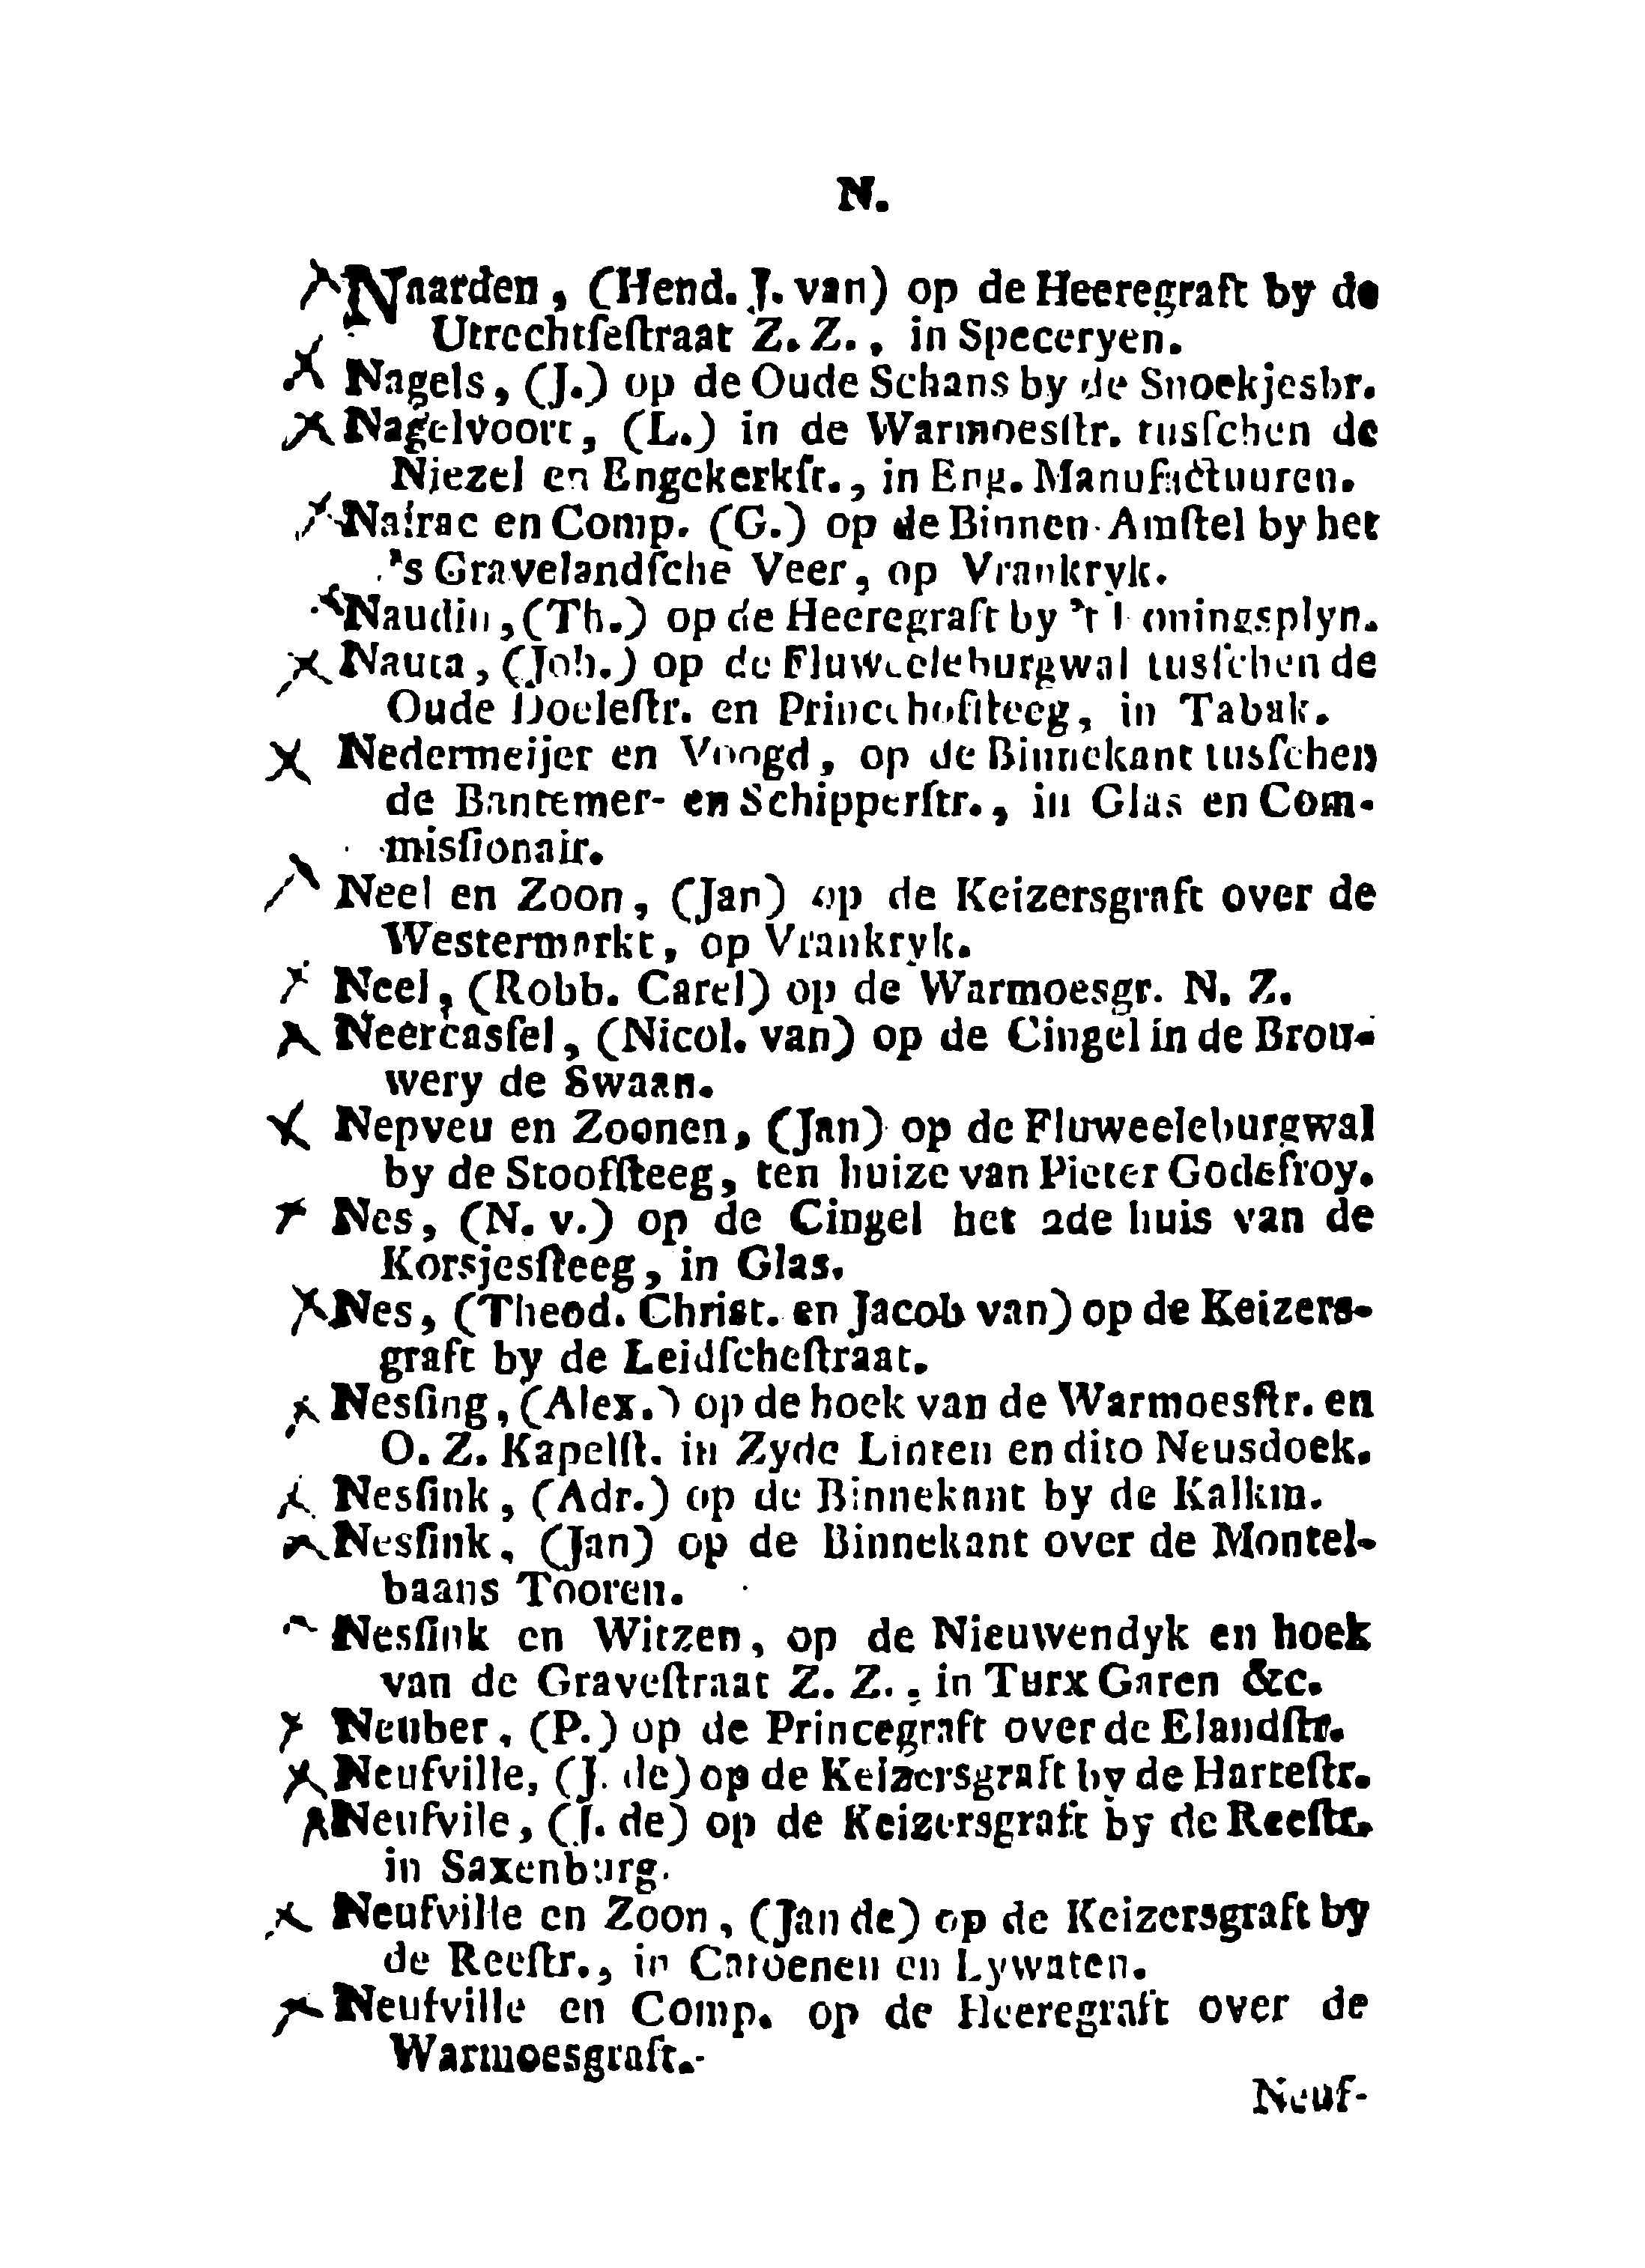 N.
Naarden, (Hend. J. van) op de Heeregraft by de
Utrechtſeſtraat Z. Z., in Speceryen.
Nagels, (J.) op de Oude Schans by de Snoekjesbr.
Nagelvoort, (L.) in de Warmoesſtr. tusſchen de
Niezel en Engekerkſt., in Eng. Manufactuuren.
Nairac en Comp. (G.) op de Binnen-Amſtel by het
's Gravelandſche Veer, op Vrankryk.
Naudin, (Th.) op de Heeregraft by 't Koningsplyn.
Nauta, (Joh.) op de Fluweeleburgwal tusſchen de
Oude Doeleſtr. en Princehofſteeg, in Tabak.
Nedermeijer en Voogd, op de Binnekant tusſchen
de Bantemer- en Schipperſtr., in Glas en Com-
misſionair.
Neel en Zoon, (Jan) op de Keizersgraft over de
Westermarkt, op Vrankryk.
Neel, (Robb. Carel) op de Warmoesgr. N. Z.
Neercasſel, (Nicol. van) op de Cingel in de Brou-
wery de Swaan.
Nepveu en Zoonen, (Jan) op de Fluweeleburgwal
by de Stoofſteeg, ten huize van Pieter Godefroy.
Nes, (N. v.) op de Cingel het 2de huis van de
Korsjesſteeg, in Glas.
Nes, (Theod. Christ. en Jacob van) op de Keizers-
graft by de Leidſcheſtraat.
Nesſing, (Alex.) op de hoek van de Warmoesſtr. en
O. Z. Kapelſt. in Zyde Linten en dito Neusdoek.
Nesſink, (Adr.) op de Binnekant by de Kalkm.
Nesſink, (Jan) op de Binnekant over de Montel-
baans Tooren.
Nesſink en Witzen, op de Nieuwendyk en hoek
van de Graveſtraat Z. Z., in Turx Garen &c.
Neuber, (P.) op de Princegraft over de Elandſtr.
Neufville, (J. de) op de Keizersgraft by de Harteſtr.
Neufvile, (J. de) op de Keizersgraft by de Reeſtr.
in Saxenburg.
Neufville en Zoon, (Jan de) op de Keizersgraft by
de Reeſtr., in Catoenen en Lywaten.
Neufville en Comp. op de Heeregraft over de
Warmoesgraft.
Neuf-